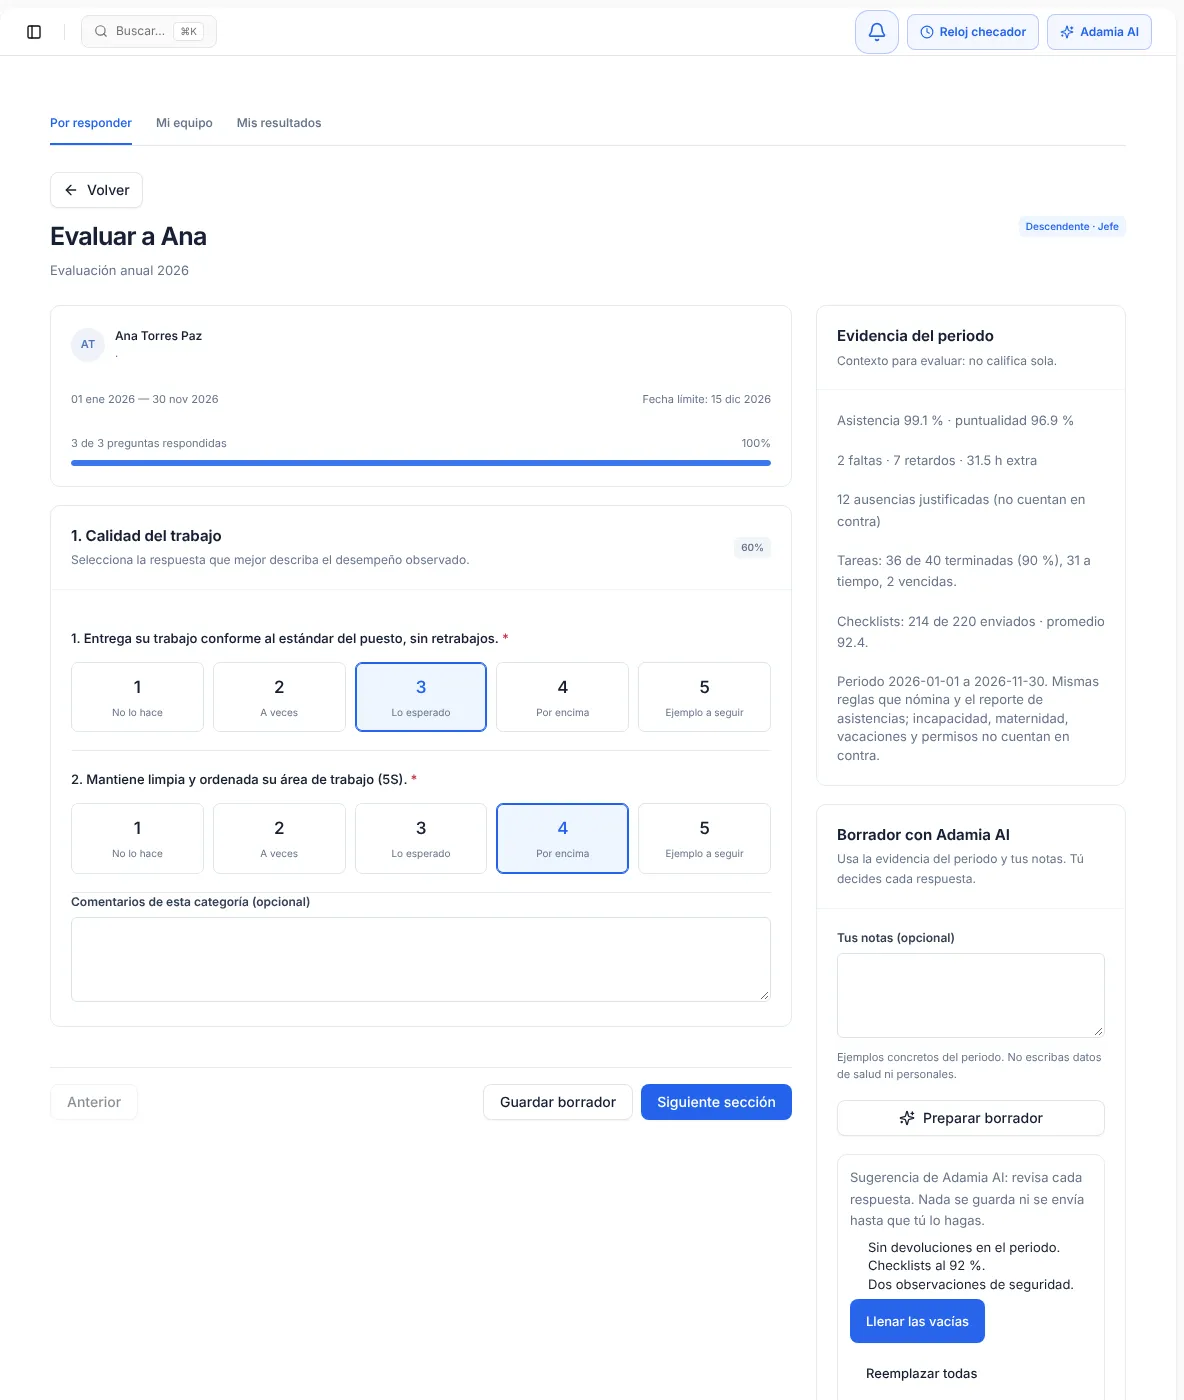 Buscar... ⌘K
Reloj checador
Adamia AI
Por responder
Mi equipo
Mis resultados
Volver
Evaluar a Ana
Descendente · Jefe
Evaluación anual 2026
AT
Ana Torres Paz
.
01 ene 2026 — 30 nov 2026
Fecha límite: 15 dic 2026
3 de 3 preguntas respondidas
100%
1. Calidad del trabajo
Selecciona la respuesta que mejor describa el desempeño observado.
60%
1. Entrega su trabajo conforme al estándar del puesto, sin retrabajos. *
1
No lo hace
2
A veces
3
Lo esperado
4
Por encima
5
Ejemplo a seguir
2. Mantiene limpia y ordenada su área de trabajo (5S). *
1
No lo hace
2
A veces
3
Lo esperado
4
Por encima
5
Ejemplo a seguir
Comentarios de esta categoría (opcional)
Anterior
Guardar borrador
Siguiente sección
Evidencia del periodo
Contexto para evaluar: no califica sola.
Asistencia 99.1 % · puntualidad 96.9 %
2 faltas · 7 retardos · 31.5 h extra
12 ausencias justificadas (no cuentan en
contra)
Tareas: 36 de 40 terminadas (90 %), 31 a
tiempo, 2 vencidas.
Checklists: 214 de 220 enviados · promedio
92.4.
Periodo 2026-01-01 a 2026-11-30. Mismas
reglas que nómina y el reporte de
asistencias; incapacidad, maternidad,
vacaciones y permisos no cuentan en
contra.
Borrador con Adamia AI
Usa la evidencia del periodo y tus notas. Tú
decides cada respuesta.
Tus notas (opcional)
Ejemplos concretos del periodo. No escribas datos
de salud ni personales.
Preparar borrador
Sugerencia de Adamia AI: revisa cada
respuesta. Nada se guarda ni se envía
hasta que tú lo hagas.
Sin devoluciones en el periodo.
Checklists al 92 %.
Dos observaciones de seguridad.
Llenar las vacías
Reemplazar todas